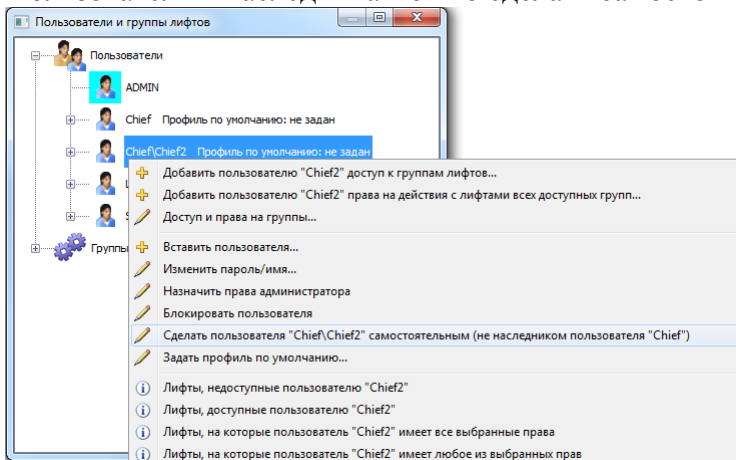 Пользователи и группы лифтов
Пользователи
ADMIN
Chief Профиль по умолчанию: не задан
Chief\Chief2 Профиль по умолчанию: не задан
Группы
Добавить пользователю "Chief2" доступ к группам лифтов...
Добавить пользователю "Chief2" права на действия с лифтами всех доступных групп...
Доступ и права на группы...
Вставить пользователя...
Изменить пароль/имя...
Назначить права администратора
Блокировать пользователя
Сделать пользователя "Chief\Chief2" самостоятельным (не наследником пользователя "Chief")
Задать профиль по умолчанию...
Лифты, недоступные пользователю "Chief2"
Лифты, доступные пользователю "Chief2"
Лифты, на которые пользователь "Chief2" имеет все выбранные права
Лифты, на которые пользователь "Chief2" имеет любое из выбранных прав